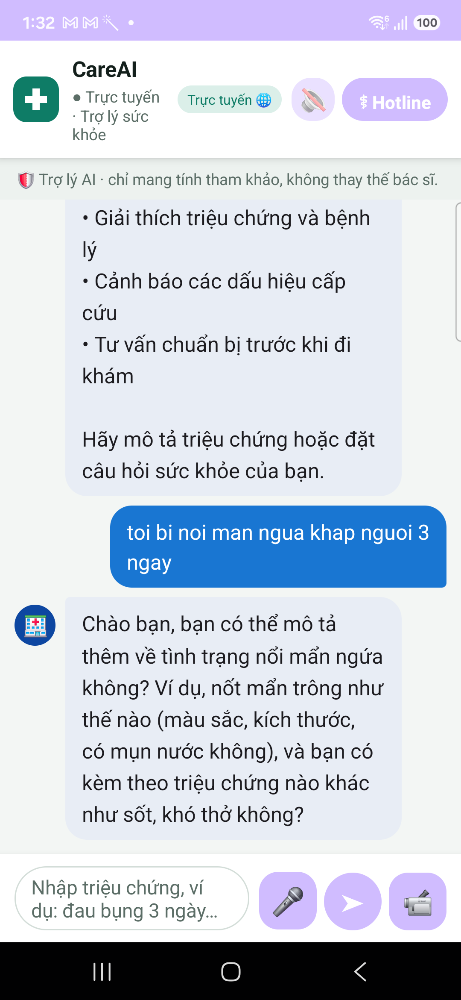 1:32
6
100
CareAI
● Trực tuyến
· Trợ lý sức
khỏe
Trực tuyến
Hotline
Trợ lý AI · chỉ mang tính tham khảo, không thay thế bác sĩ.
• Giải thích triệu chứng và bệnh
lý
• Cảnh báo các dấu hiệu cấp
cứu
• Tư vấn chuẩn bị trước khi đi
khám
Hãy mô tả triệu chứng hoặc đặt
câu hỏi sức khỏe của bạn.
toi bi noi man ngua khap nguoi 3
ngay
Chào bạn, bạn có thể mô tả
thêm về tình trạng nổi mẩn ngứa
không? Ví dụ, nốt mẩn trông như
thế nào (màu sắc, kích thước,
có mụn nước không), và bạn có
kèm theo triệu chứng nào khác
như sốt, khó thở không?
Nhập triệu chứng, ví
dụ: đau bụng 3 ngày...